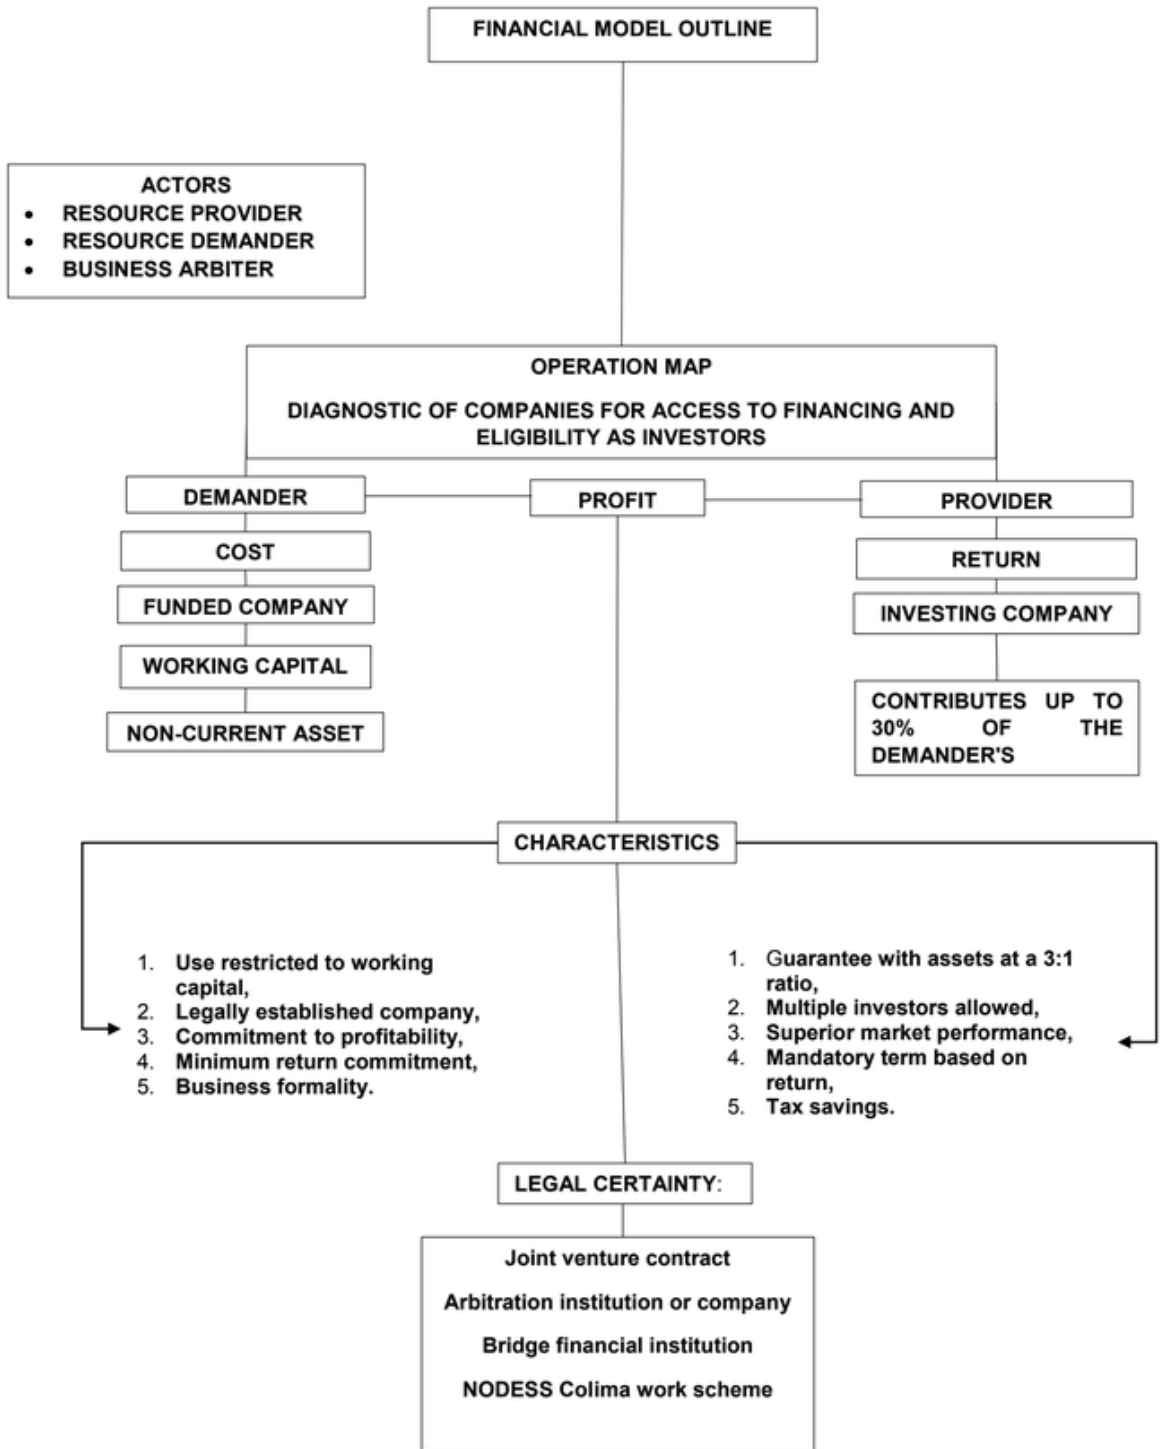 FINANCIAL MODEL OUTLINE
ACTORS
• RESOURCE PROVIDER
• RESOURCE DEMANDER
• BUSINESS ARBITER
OPERATION MAP
DIAGNOSTIC OF COMPANIES FOR ACCESS TO FINANCING AND
ELIGIBILITY AS INVESTORS
DEMANDER
PROFIT
PROVIDER
COST
FUNDED COMPANY
WORKING CAPITAL
NON-CURRENT ASSET
RETURN
INVESTING COMPANY
CONTRIBUTES UP TO
30% OF THE
DEMANDER'S
CHARACTERISTICS
1. Use restricted to working
capital,
2. Legally established company,
3. Commitment to profitability,
4. Minimum return commitment,
5. Business formality.
1. Guarantee with assets at a 3:1
ratio,
2. Multiple investors allowed,
3. Superior market performance,
4. Mandatory term based on
return,
5. Tax savings.
LEGAL CERTAINTY:
Joint venture contract
Arbitration institution or company
Bridge financial institution
NODESS Colima work scheme